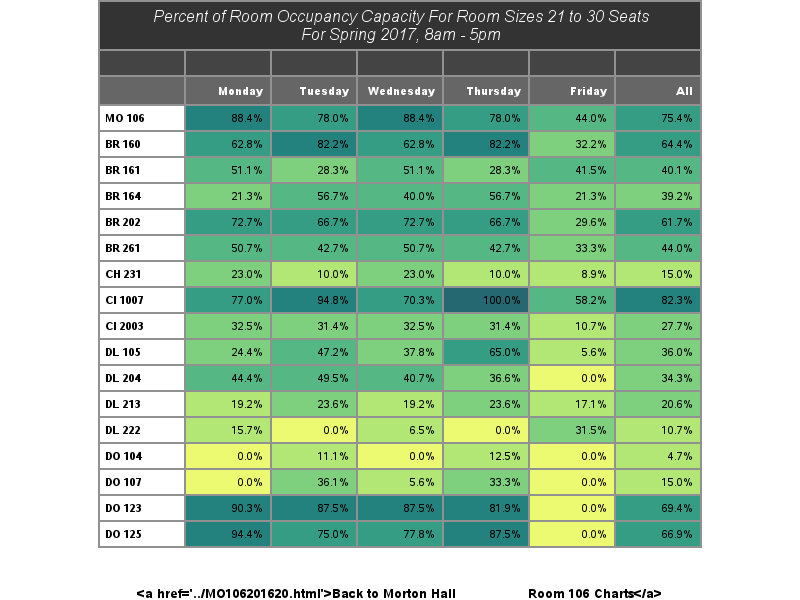 Percent of Room Occupancy Capacity For Room Sizes 21 to 30 Seats
For Spring 2017, 8am - 5pm
Monday Tuesday Wednesday Thursday Friday All
MO 106 88.4% 78.0% 88.4% 78.0% 44.0% 75.4%
BR 160 62.8% 82.2% 62.8% 82.2% 32.2% 64.4%
BR 161 51.1% 28.3% 51.1% 28.3% 41.5% 40.1%
BR 164 21.3% 56.7% 40.0% 56.7% 21.3% 39.2%
BR 202 72.7% 66.7% 72.7% 66.7% 29.6% 61.7%
BR 261 50.7% 42.7% 50.7% 42.7% 33.3% 44.0%
CH 231 23.0% 10.0% 23.0% 10.0% 8.9% 15.0%
CI 1007 77.0% 94.8% 70.3% 100.0% 58.2% 82.3%
CI 2003 32.5% 31.4% 32.5% 31.4% 10.7% 27.7%
DL 105 24.4% 47.2% 37.8% 65.0% 5.6% 36.0%
DL 204 44.4% 49.5% 40.7% 36.6% 0.0% 34.3%
DL 213 19.2% 23.6% 19.2% 23.6% 17.1% 20.6%
DL 222 15.7% 0.0% 6.5% 0.0% 31.5% 10.7%
DO 104 0.0% 11.1% 0.0% 12.5% 0.0% 4.7%
DO 107 0.0% 36.1% 5.6% 33.3% 0.0% 15.0%
DO 123 90.3% 87.5% 87.5% 81.9% 0.0% 69.4%
DO 125 94.4% 75.0% 77.8% 87.5% 0.0% 66.9%
<a href='../MO106201620.html'>Back to Morton Hall Room 106 Charts</a>